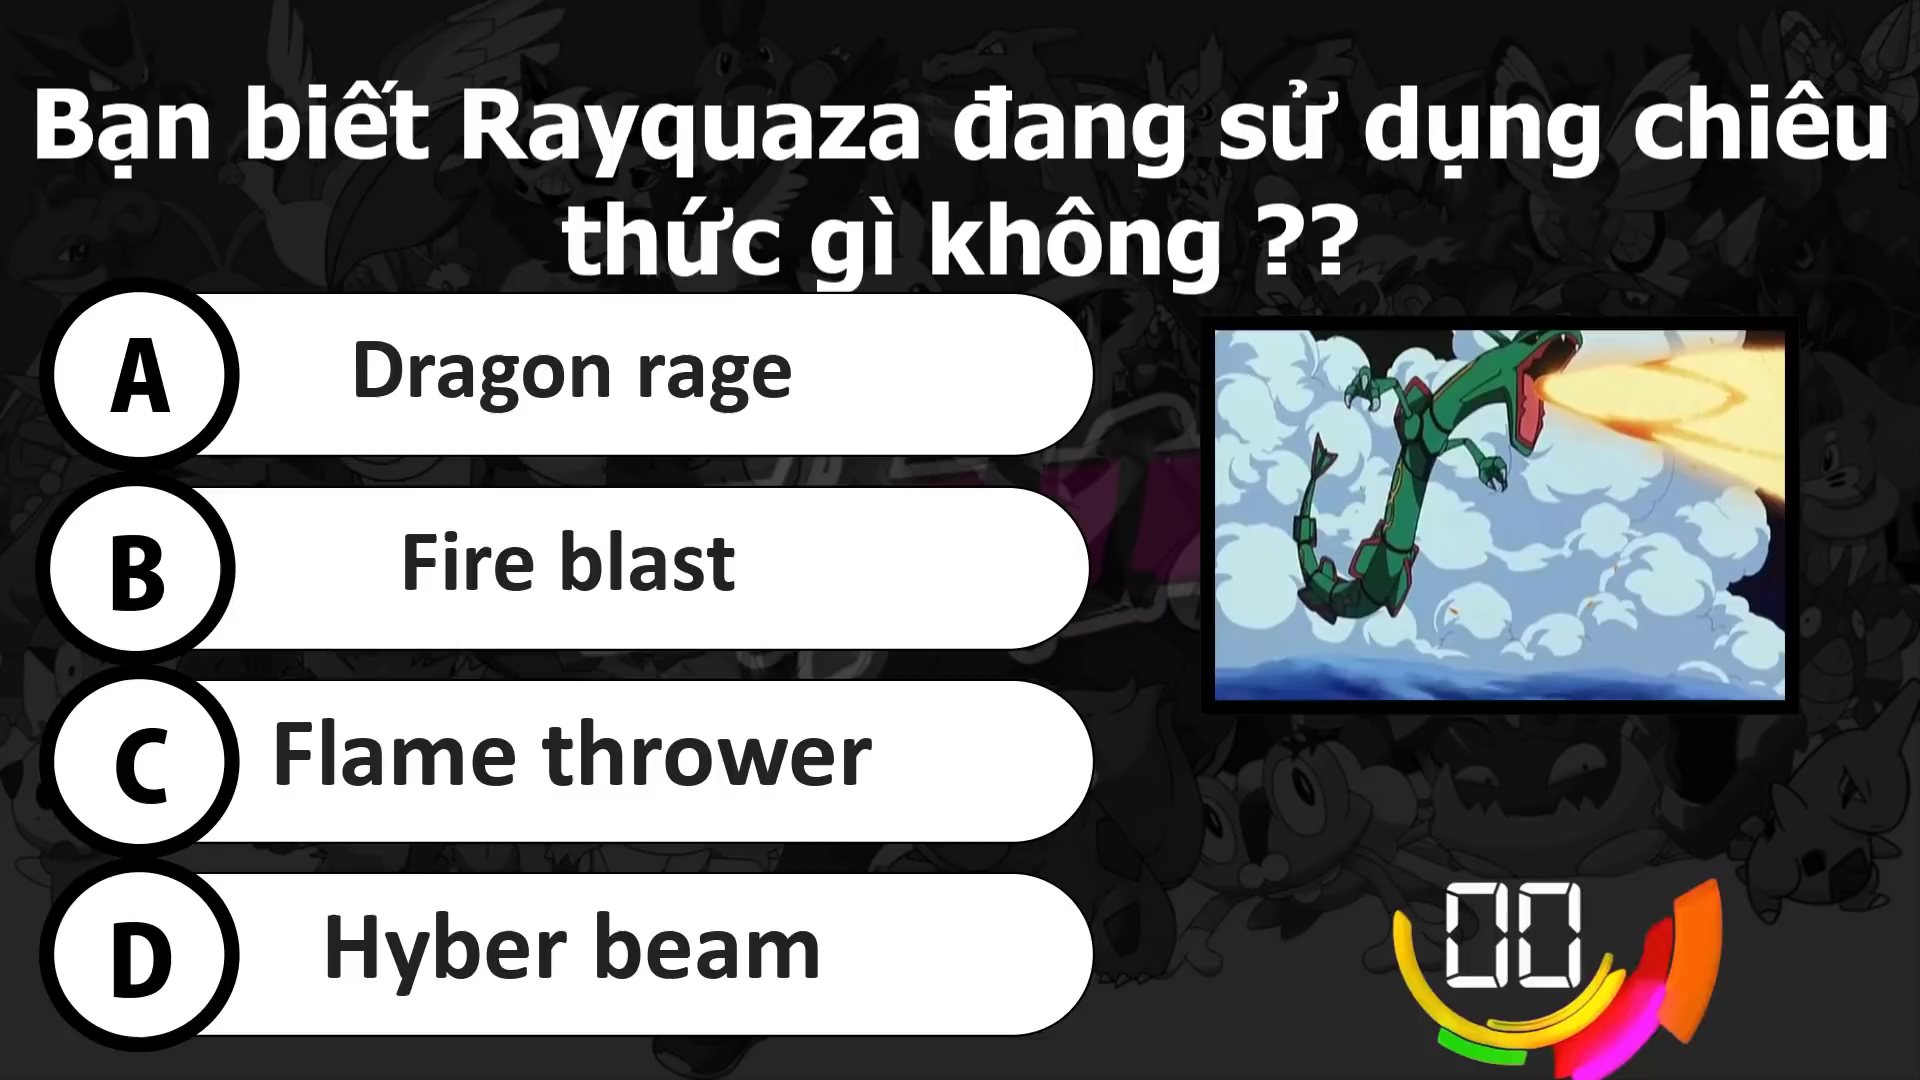 Bạn biết Rayquaza đang sử dụng chiêu
thức gì không ??
A Dragon rage
B Fire blast
C Flame thrower
D Hyber beam
00